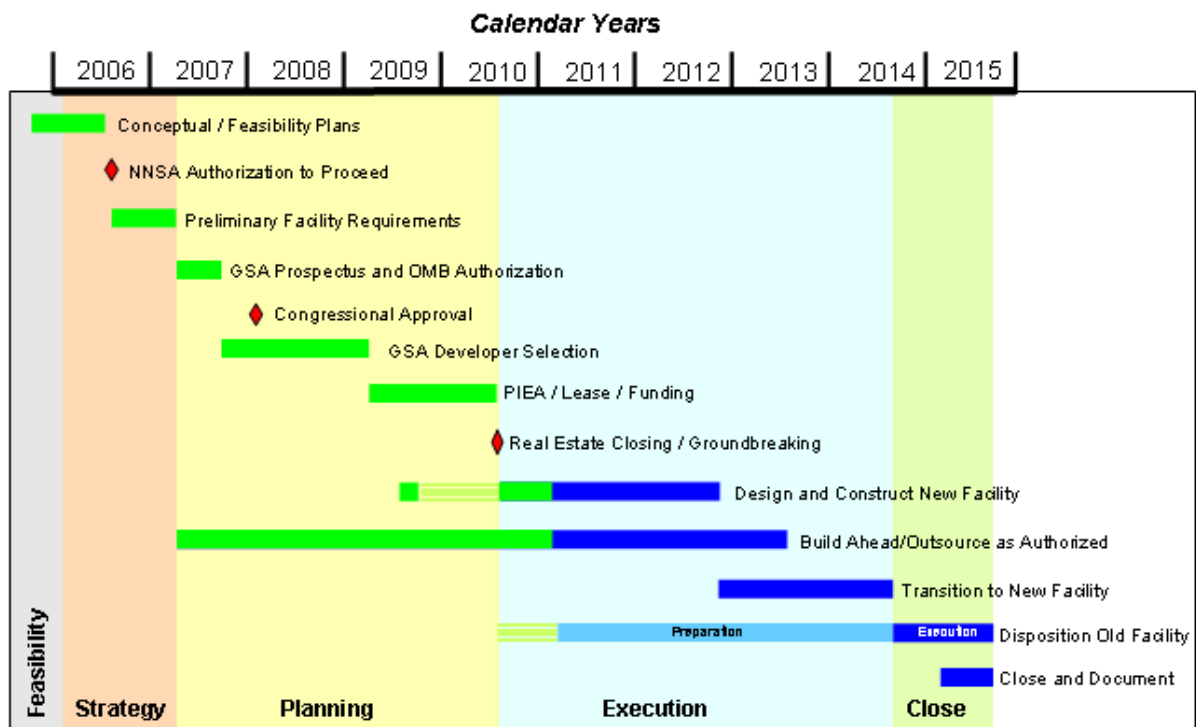 Calendar Years
2006 2007 2008 2009 2010 2011 2012 2013 2014 2015
Conceptual / Feasibility Plans
NNSA Authorization to Proceed
Preliminary Facility Requirements
GSA Prospectus and OMB Authorization
Congressional Approval
GSA Developer Selection
PIEA / Lease / Funding
Real Estate Closing / Groundbreaking
Design and Construct New Facility
Build Ahead/Outsource as Authorized
Transition to New Facility
Preparation Execution Disposition Old Facility
Close and Document
Feasibility
Strategy Planning Execution Close